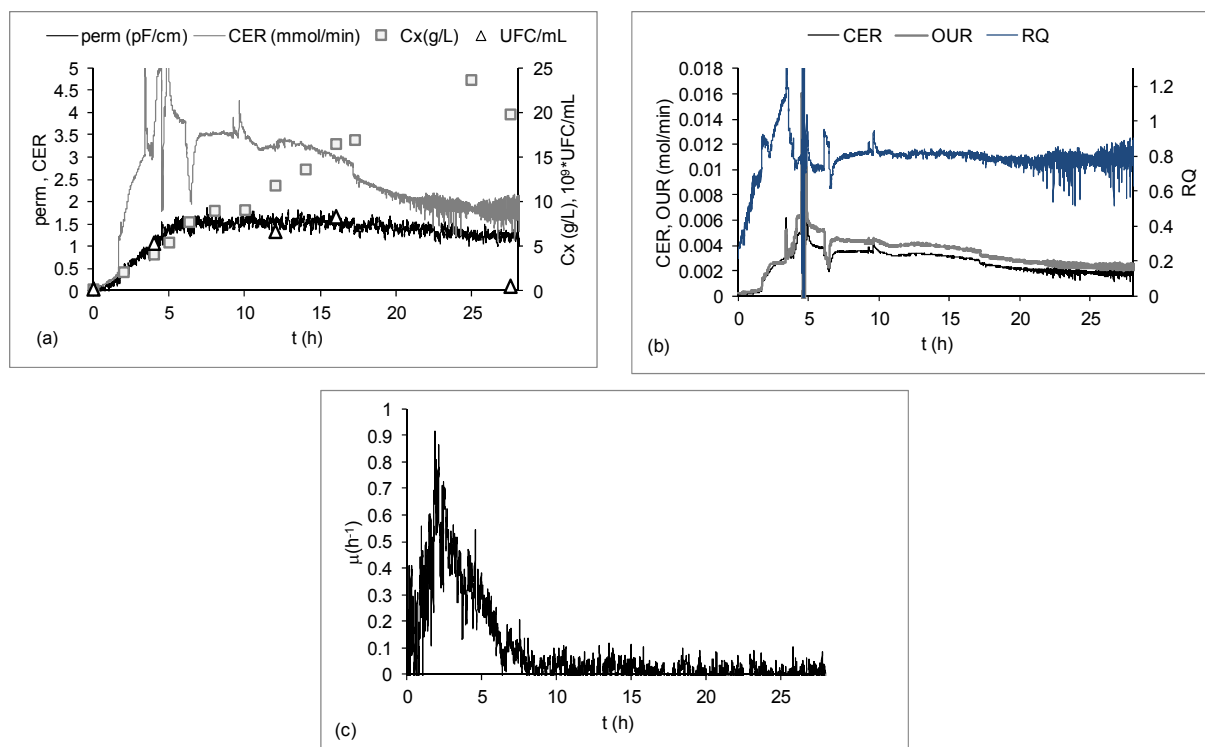 perm (pF/cm) CER (mmol/min) Cx(g/L) UFC/mL
5
4.5
4
3.5
3
2.5
2
1.5
1
0.5
0
perm , CER
25
20
15
10
5
0
Cx (g/L), 10⁹*UFC/mL
0 5 10 15 20 25
t (h)
(a)
CER OUR RQ
0.018
0.016
0.014
0.012
0.010
0.008
0.006
0.004
0.002
0
CER, OUR (mol/min)
1.2
1
0.8
0.6
0.4
0.2
0
RQ
0 5 10 15 20 25
t (h)
(b)
1
0.9
0.8
0.7
0.6
0.5
0.4
0.3
0.2
0.1
0
μ(h⁻¹)
0 5 10 15 20 25
t (h)
(c)